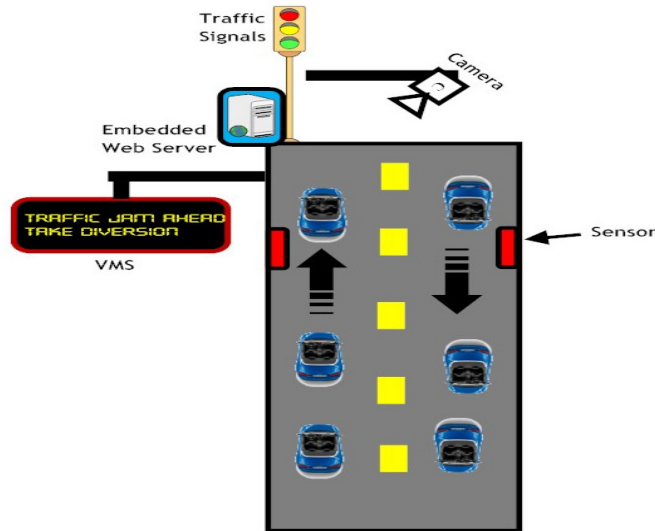 Traffic
Signals
Camera
Embedded
Web Server
TRAFFIC JAM AHEAD
TAKE DIVERSION
VMS
Sensor